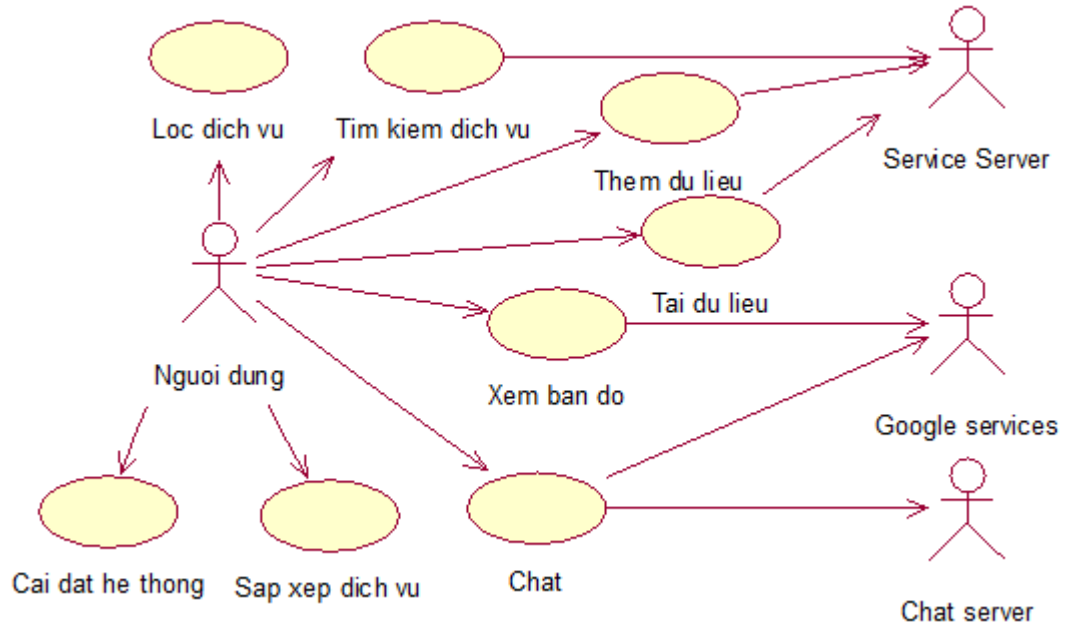 Loc dich vu
Tim kiem dich vu
Service Server
Them du lieu
Tai du lieu
Nguoi dung
Xem ban do
Google services
Cai dat he thong
Sap xep dich vu
Chat
Chat server